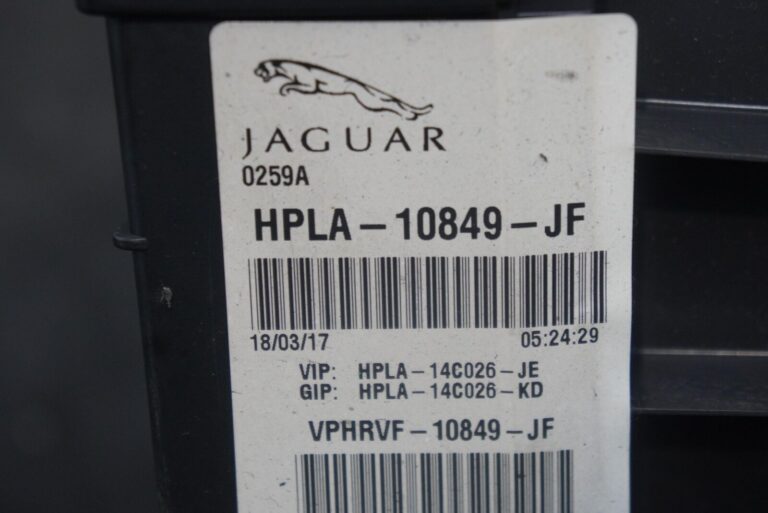 JAGUAR
0259A
HPLA-10849-JF
18/03/17 05:24:29
VIP: HPLA-14C026-JE
GIP: HPLA-14C026-KD
VPHRVF-10849-JF